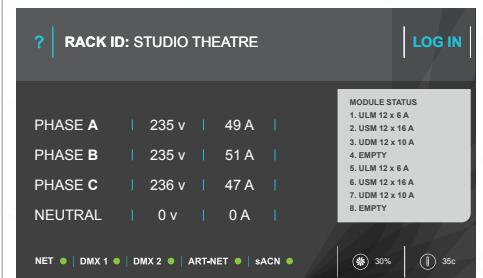 ? RACK ID: STUDIO THEATRE LOG IN
PHASE A 235 v 49 A
PHASE B 235 v 51 A
PHASE C 236 v 47 A
NEUTRAL 0 v 0 A
MODULE STATUS
1. ULM 12 x 6 A
2. USM 12 x 16 A
3. UDM 12 x 10 A
4. EMPTY
5. ULM 12 x 6 A
6. USM 12 x 16 A
7. UDM 12 x 10 A
8. EMPTY
NET DMX 1 DMX 2 ART-NET sACN 30% 35c